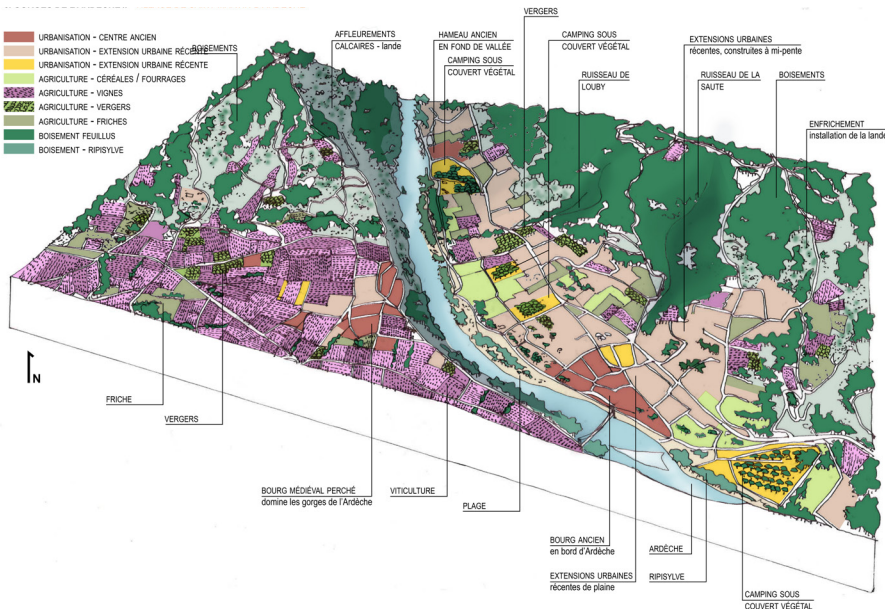 URBANISATION - CENTRE ANCIEN
URBANISATION - EXTENSION URBAINE RÉCENTE
URBANISATION - EXTENSION URBAINE RÉCENTE
AGRICULTURE - CÉRÉALES / FOURRAGES
AGRICULTURE - VIGNES
AGRICULTURE - VERGERS
AGRICULTURE - FRICHES
BOISEMENT FEUILLUS
BOISEMENT - RIPISYLVE
BOISEMENTS
AFFLEUREMENTS
CALCAIRES - lande
HAMEAU ANCIEN
EN FOND DE VALLÉE
CAMPING SOUS
COUVERT VÉGÉTAL
VERGERS
CAMPING SOUS
COUVERT VÉGÉTAL
RUISSEAU DE
LOUBY
EXTENSIONS URBAINES
récentes, construites à mi-pente
RUISSEAU DE LA
SAUTE
BOISEMENTS
ENFRICHEMENT
installation de la lande
N
FRICHE
VERGERS
BOURG MÉDIÉVAL PERCHÉ
domine les gorges de l'Ardèche
VITICULTURE
PLAGE
BOURG ANCIEN
en bord d'Ardèche
EXTENSIONS URBAINES
récentes de plaine
ARDÈCHE
RIPISYLVE
CAMPING SOUS
COUVERT VÉGÉTAL